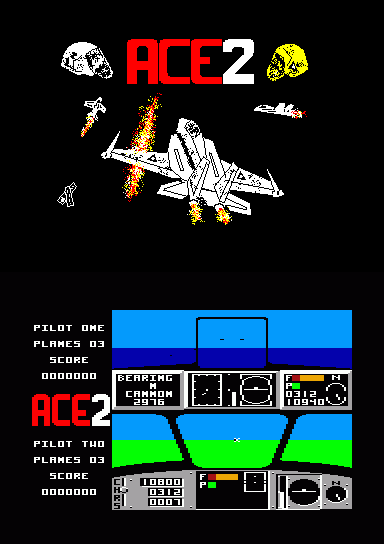 ACE2
PILOT ONE
PLANES 03
SCORE
0000000
BEARING
N
CANNON
2976
F
P
N
0312
10940
ACE2
PILOT TWO
PLANES 03
SCORE
0000000
10800
0312
0007
F
P
N